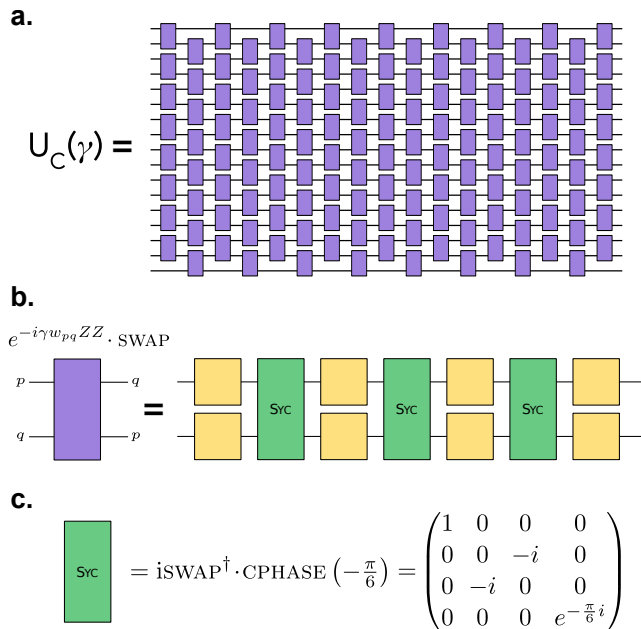 a.
U_C(γ) =
b.
e^{-iγw_{pq}ZZ} · SWAP
p q
q p
=
SYC SYC SYC
c.
SYC = iSWAP† · CPHASE (−π/6) =
1 0 0 0
0 0 −i 0
0 −i 0 0
0 0 0 e^{−π/6 i}